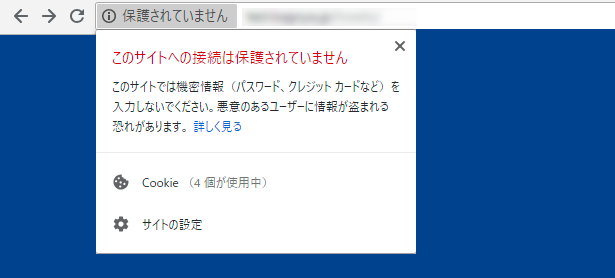 保護されていません
このサイトへの接続は保護されていません
このサイトでは機密情報（パスワード、クレジット カードなど）を
入力しないでください。悪意のあるユーザーに情報が盗まれる
恐れがあります。 詳しく見る
Cookie （4 個が使用中）
サイトの設定